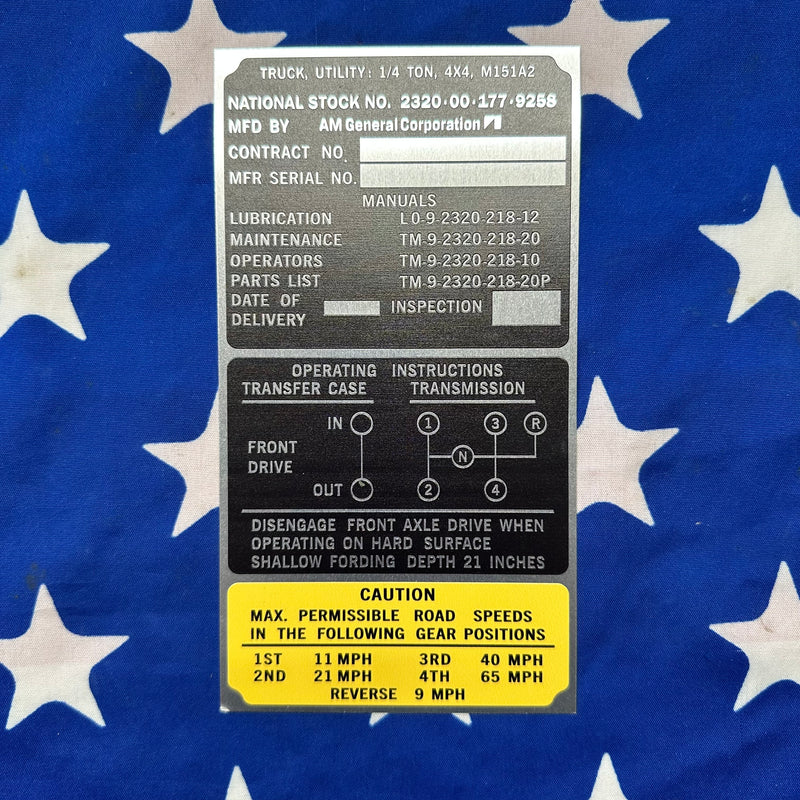 TRUCK, UTILITY: 1/4 TON, 4X4, M151A2
NATIONAL STOCK NO. 2320·00·177·9258
MFD BY AM General Corporation
CONTRACT NO.
MFR SERIAL NO.
MANUALS
LUBRICATION LO-9-2320-218-12
MAINTENANCE TM-9-2320-218-20
OPERATORS TM-9-2320-218-10
PARTS LIST TM-9-2320-218-20P
DATE OF DELIVERY INSPECTION
OPERATING INSTRUCTIONS
TRANSFER CASE TRANSMISSION
IN 1 3 R
FRONT DRIVE N
OUT 2 4
DISENGAGE FRONT AXLE DRIVE WHEN
OPERATING ON HARD SURFACE
SHALLOW FORDING DEPTH 21 INCHES
CAUTION
MAX. PERMISSIBLE ROAD SPEEDS
IN THE FOLLOWING GEAR POSITIONS
1ST 11 MPH 3RD 40 MPH
2ND 21 MPH 4TH 65 MPH
REVERSE 9 MPH